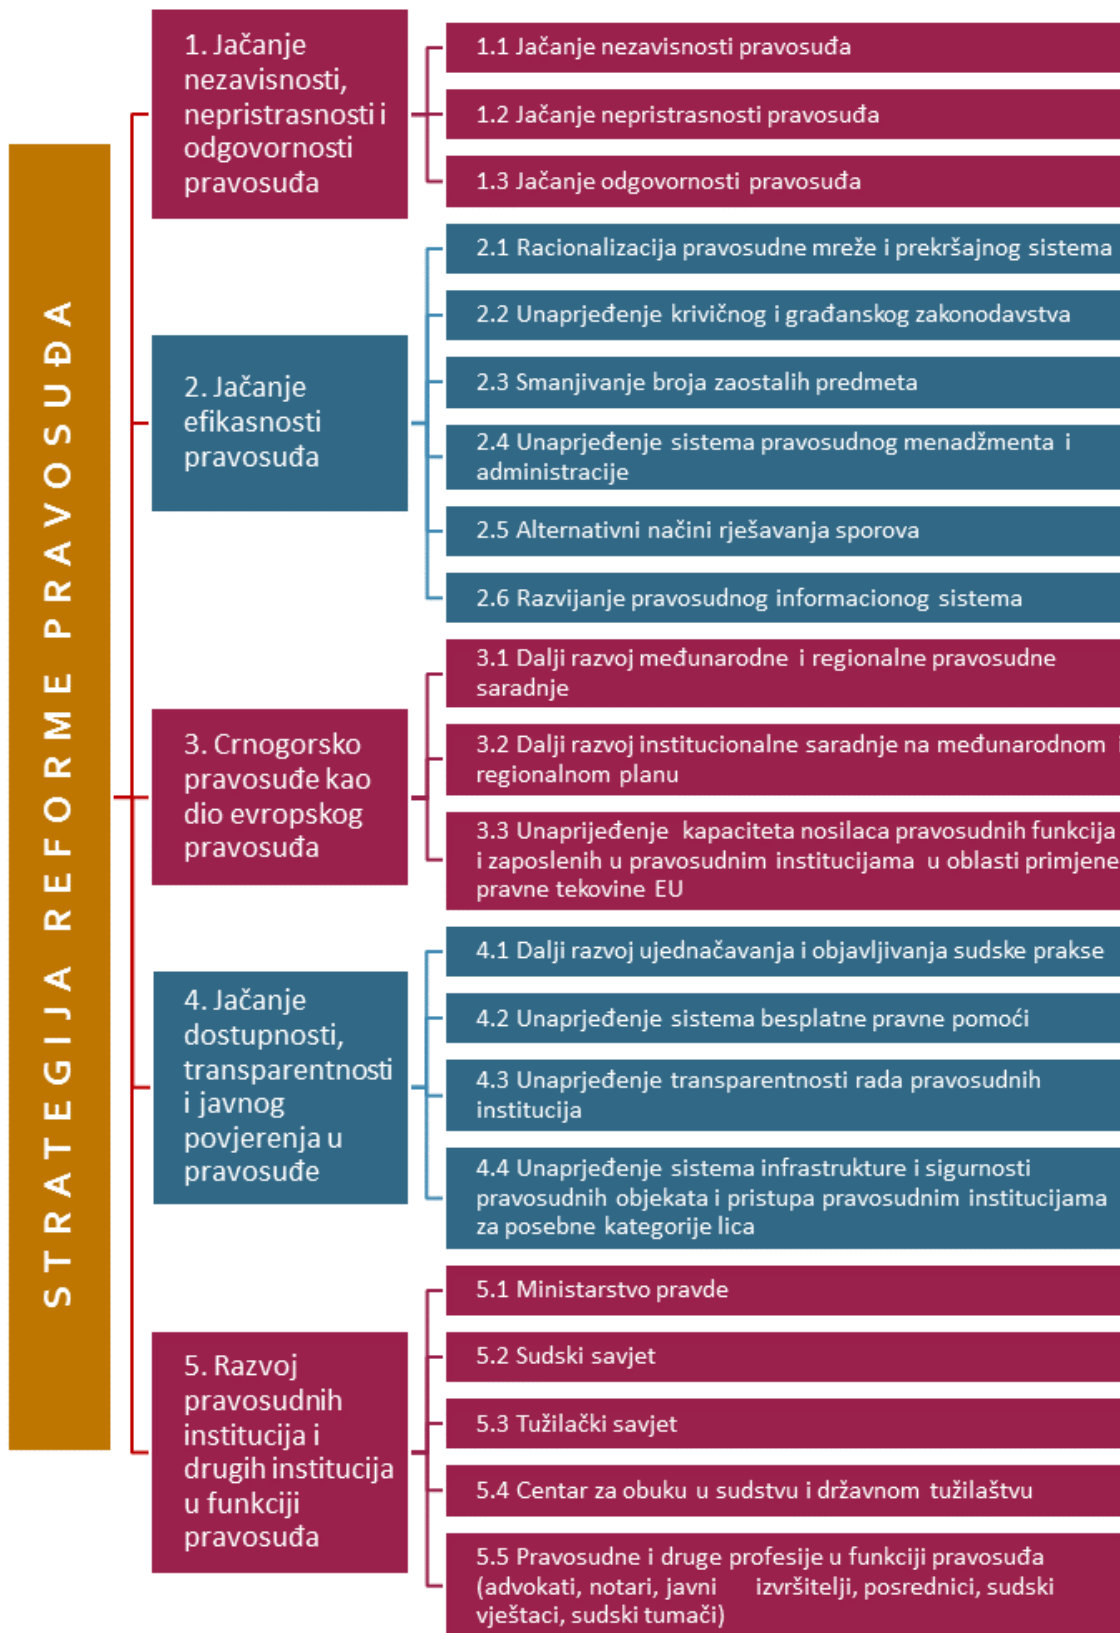 STRATEGIJA REFORME PRAVOSUĐA
1. Jačanje
nezavisnosti,
nepristrasnosti i
odgovornosti
pravosuđa
1.1 Jačanje nezavisnosti pravosuđa
1.2 Jačanje nepristrasnosti pravosuđa
1.3 Jačanje odgovornosti pravosuđa
2. Jačanje
efikasnosti
pravosuđa
2.1 Racionalizacija pravosudne mreže i prekršajnog sistema
2.2 Unaprjeđenje krivičnog i građanskog zakonodavstva
2.3 Smanjivanje broja zaostalih predmeta
2.4 Unaprjeđenje sistema pravosudnog menadžmenta i
administracije
2.5 Alternativni načini rješavanja sporova
2.6 Razvijanje pravosudnog informacionog sistema
3. Crnogorsko
pravosuđe kao
dio evropskog
pravosuđa
3.1 Dalji razvoj međunarodne i regionalne pravosudne
saradnje
3.2 Dalji razvoj institucionalne saradnje na međunarodnom i
regionalnom planu
3.3 Unaprijeđenje kapaciteta nosilaca pravosudnih funkcija
i zaposlenih u pravosudnim institucijama u oblasti primjene
pravne tekovine EU
4. Jačanje
dostupnosti,
transparentnosti
i javnog
povjerenja u
pravosuđe
4.1 Dalji razvoj ujednačavanja i objavljivanja sudske prakse
4.2 Unaprjeđenje sistema besplatne pravne pomoći
4.3 Unaprjeđenje transparentnosti rada pravosudnih
institucija
4.4 Unaprjeđenje sistema infrastrukture i sigurnosti
pravosudnih objekata i pristupa pravosudnim institucijama
za posebne kategorije lica
5. Razvoj
pravosudnih
institucija i
drugih institucija
u funkciji
pravosuđa
5.1 Ministarstvo pravde
5.2 Sudski savjet
5.3 Tužilački savjet
5.4 Centar za obuku u sudstvu i državnom tužilaštvu
5.5 Pravosudne i druge profesije u funkciji pravosuđa
(advokati, notari, javni izvršitelji, posrednici, sudski
vještaci, sudski tumači)